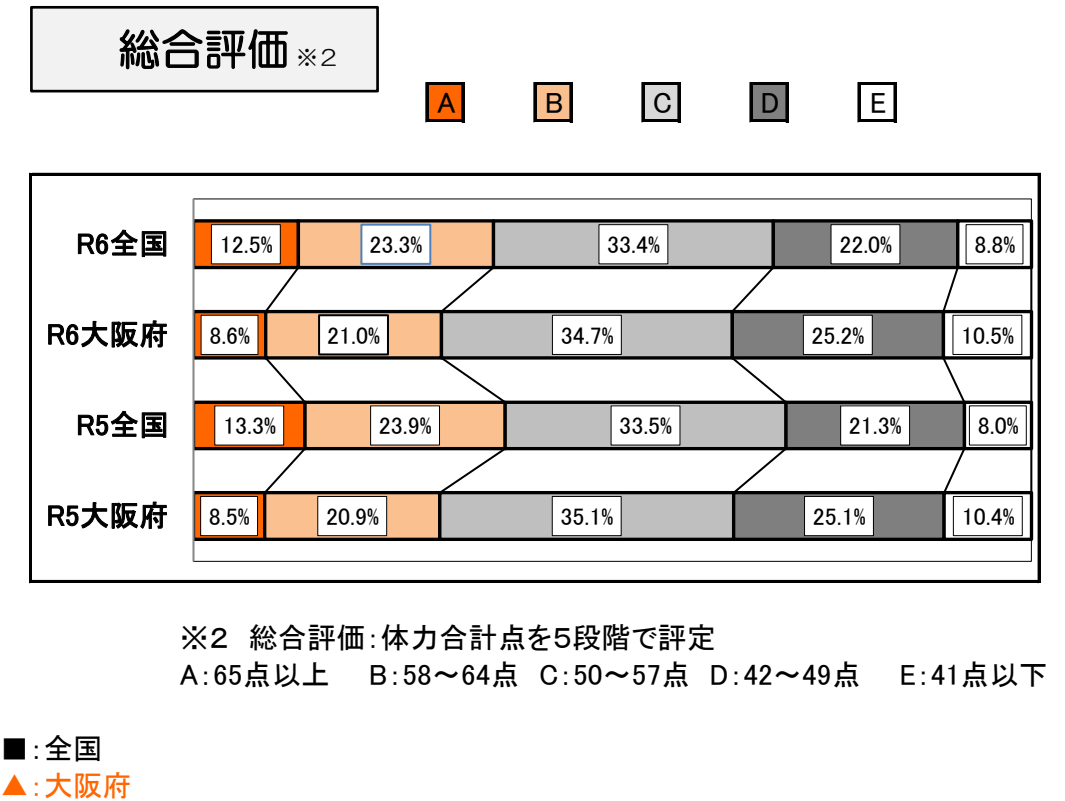 総合評価※2
A B C D E
R6全国 12.5% 23.3% 33.4% 22.0% 8.8%
R6大阪府 8.6% 21.0% 34.7% 25.2% 10.5%
R5全国 13.3% 23.9% 33.5% 21.3% 8.0%
R5大阪府 8.5% 20.9% 35.1% 25.1% 10.4%
※2 総合評価:体力合計点を5段階で評定
A:65点以上 B:58~64点 C:50~57点 D:42~49点 E:41点以下
■:全国
▲:大阪府